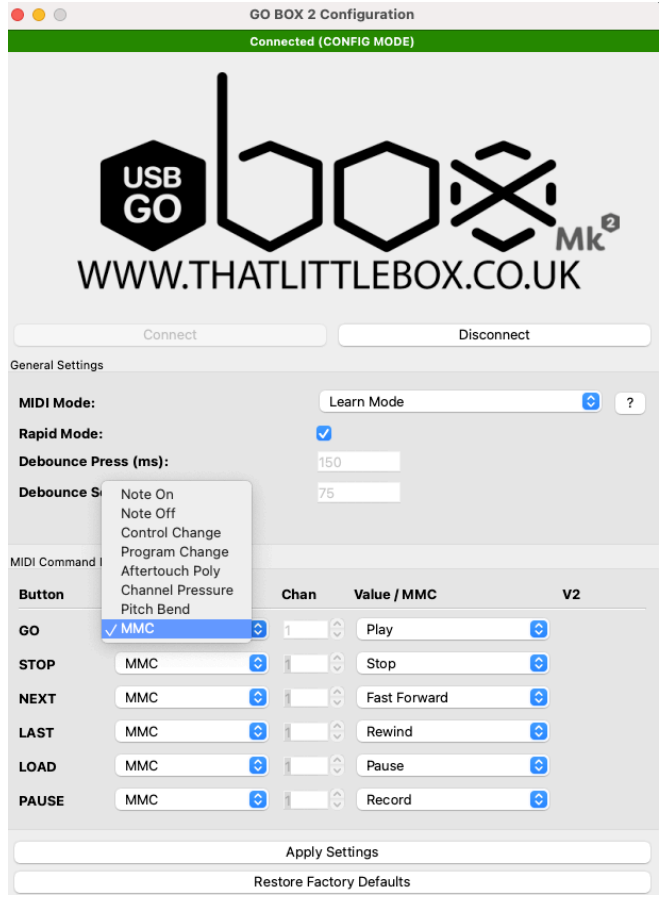 GO BOX 2 Configuration
Connected (CONFIG MODE)
USB
GO
box
Mk2
WWW.THATLITTLEBOX.CO.UK
Connect Disconnect
General Settings
MIDI Mode: Learn Mode ?
Rapid Mode:
Debounce Press (ms): 150
Debounce 75
Note On
Note Off
Control Change
Program Change
Aftertouch Poly
Channel Pressure
Pitch Bend
✓ MMC
MIDI Command
Button Chan Value / MMC V2
GO 1 Play
STOP MMC 1 Stop
NEXT MMC 1 Fast Forward
LAST MMC 1 Rewind
LOAD MMC 1 Pause
PAUSE MMC 1 Record
Apply Settings
Restore Factory Defaults